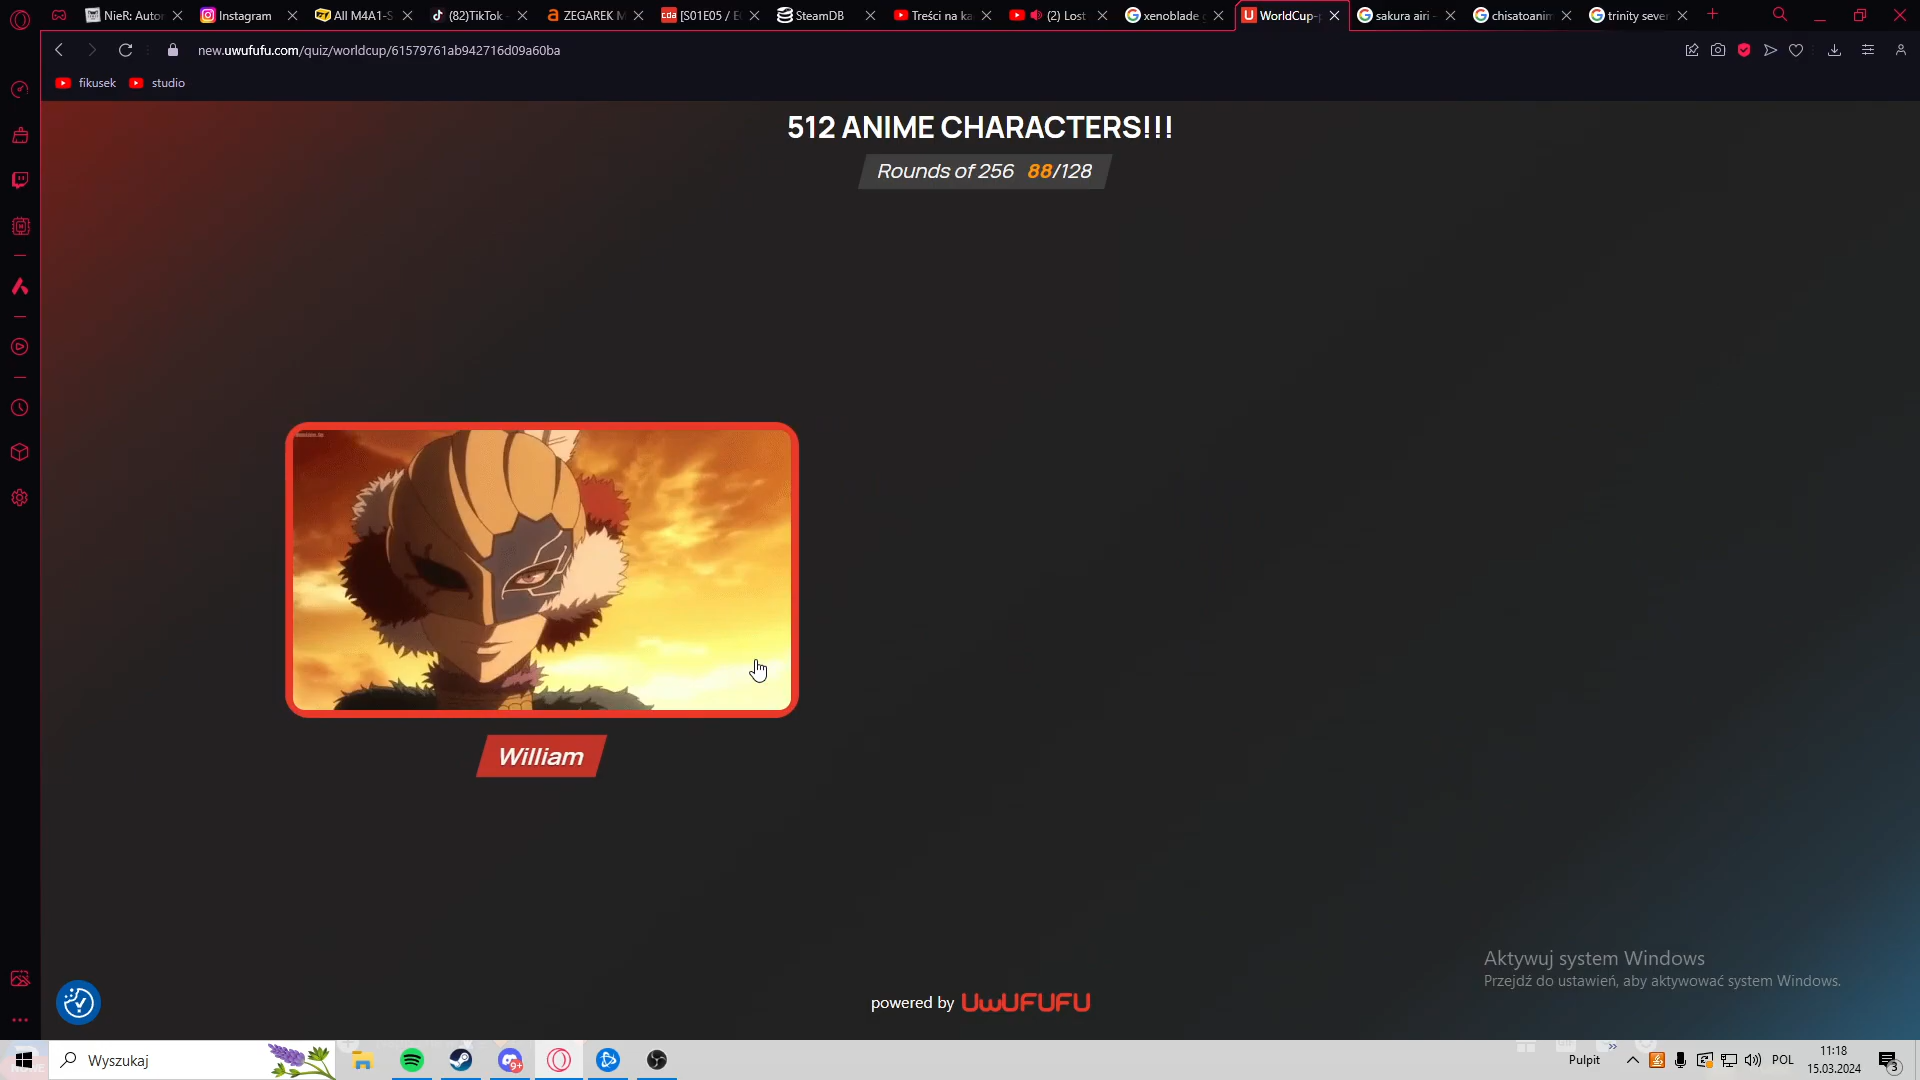 NieR: Autor
Instagram
All M4A1-S
(82)TikTok -
ZEGAREK M
[S01E05 / E
SteamDB
Treści na ka
(2) Lost
xenoblade
WorldCup-p
sakura airi -
chisatoanim
trinity sever
new.uwufufu.com/quiz/worldcup/61579761ab942716d09a60ba
fikusek
studio
512 ANIME CHARACTERS!!!
Rounds of 256 88/128
William
Aktywuj system Windows
Przejdź do ustawień, aby aktywować system Windows.
powered by UwUFUFU
Wyszukaj
9+
Pulpit
POL
11:18
15.03.2024
3